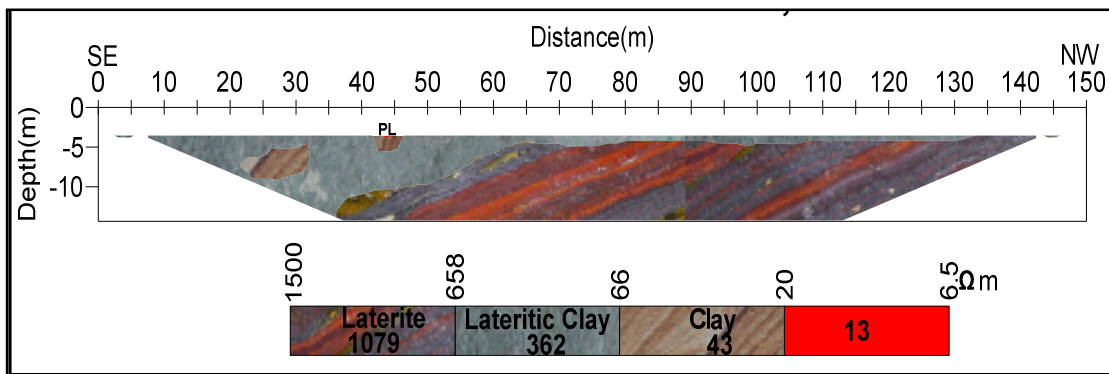 Distance(m)
SE NW
0 10 20 30 40 50 60 70 80 90 100 110 120 130 140 150
Depth(m)
0
PL
-5
-10
1500 658 66 20 6.5 Ωm
Laterite Lateritic Clay Clay
1079 362 43 13